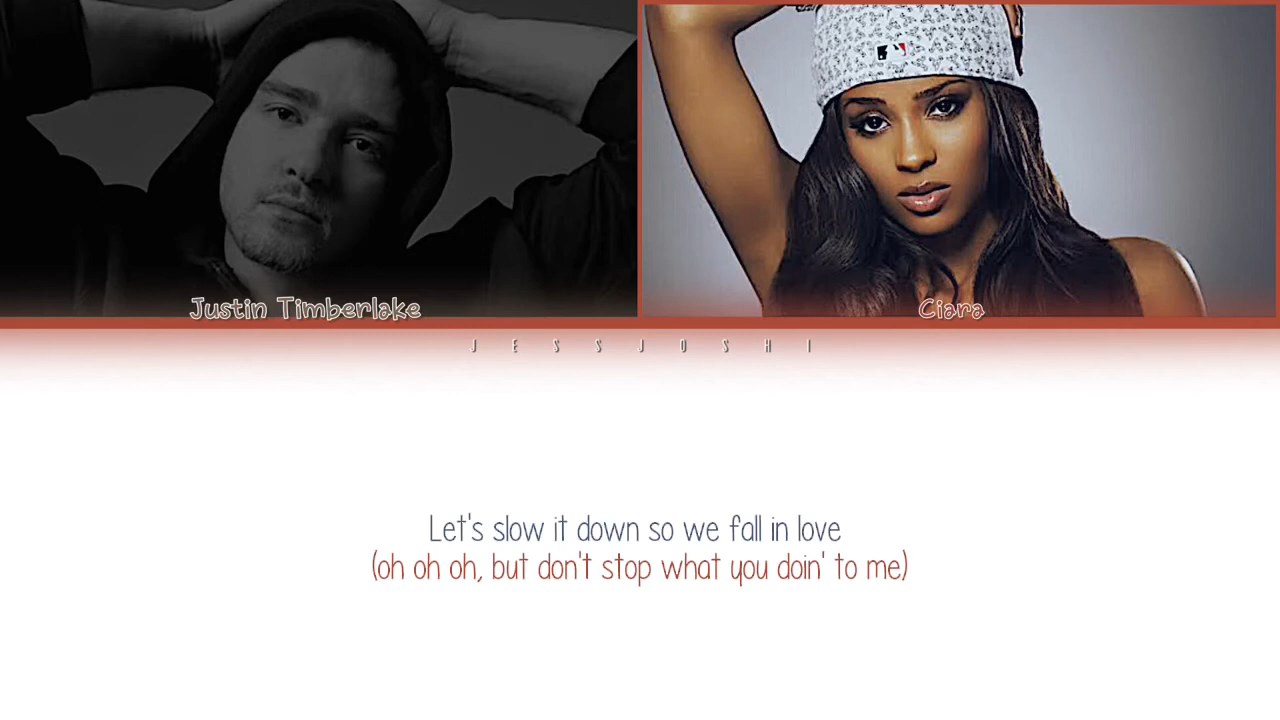 Justin Timberlake
Ciara
JESSJOSHI
Let's slow it down so we fall in love
(oh oh oh, but don't stop what you doin' to me)